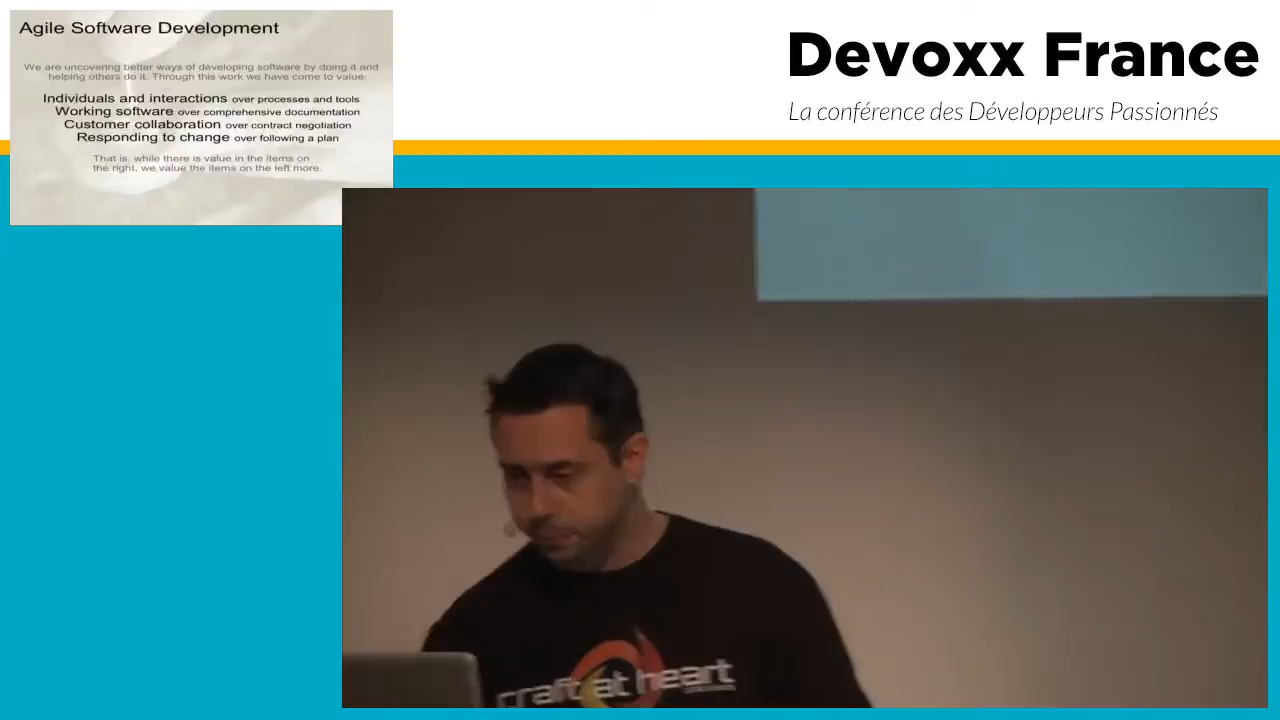 Agile Software Development
We are uncovering better ways of developing software by doing it and
helping others do it. Through this work we have come to value:
Individuals and interactions over processes and tools
Working software over comprehensive documentation
Customer collaboration over contract negotiation
Responding to change over following a plan
That is, while there is value in the items on
the right, we value the items on the left more.
Devoxx France
La conférence des Développeurs Passionnés
craft at heart